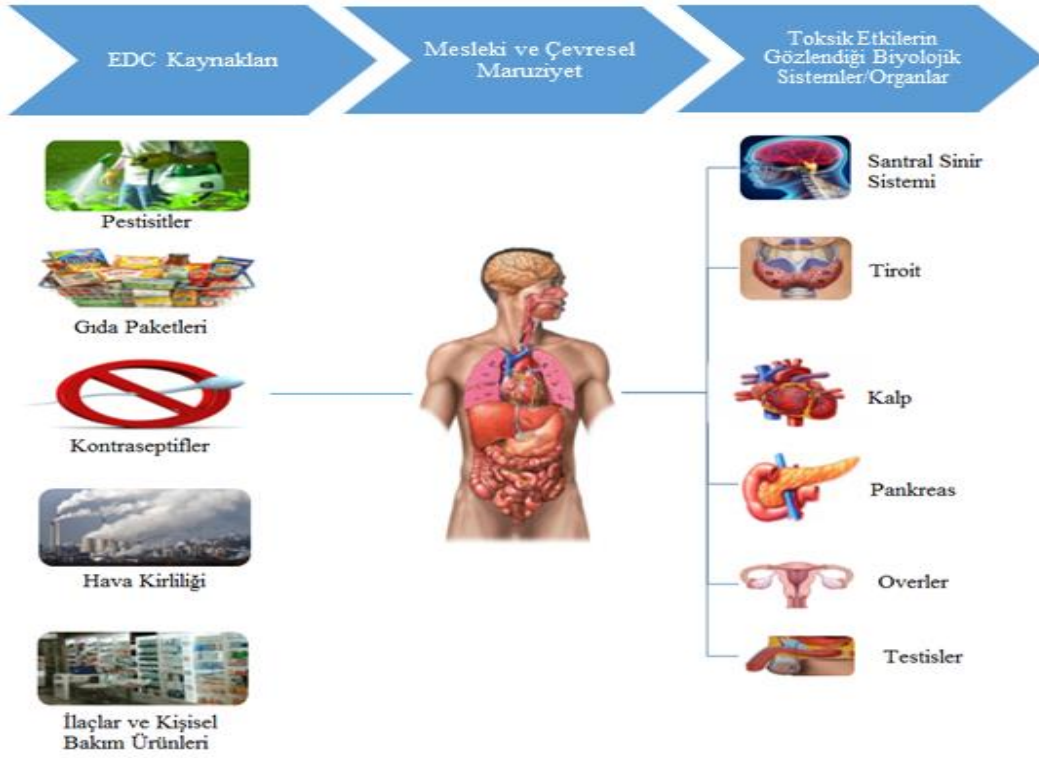 EDC Kaynakları
Mesleki ve Çevresel
Maruziyet
Toksik Etkilerin
Gözlendiği Biyolojik
Sistemler/Organlar
Pestisitler
Gıda Paketleri
Kontraseptifler
Hava Kirliliği
İlaçlar ve Kişisel
Bakım Ürünleri
Santral Sinir
Sistemi
Tiroit
Kalp
Pankreas
Overler
Testisler